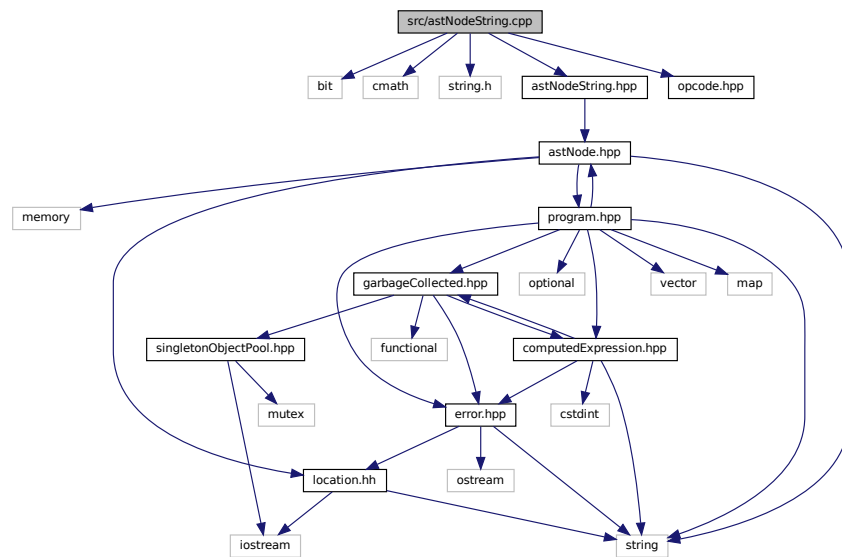 src/astNodeString.cpp
bit
cmath
string.h
astNodeString.hpp
opcode.hpp
astNode.hpp
memory
program.hpp
garbageCollected.hpp
optional
vector
map
singletonObjectPool.hpp
functional
computedExpression.hpp
mutex
error.hpp
cstdint
location.hh
ostream
iostream
string